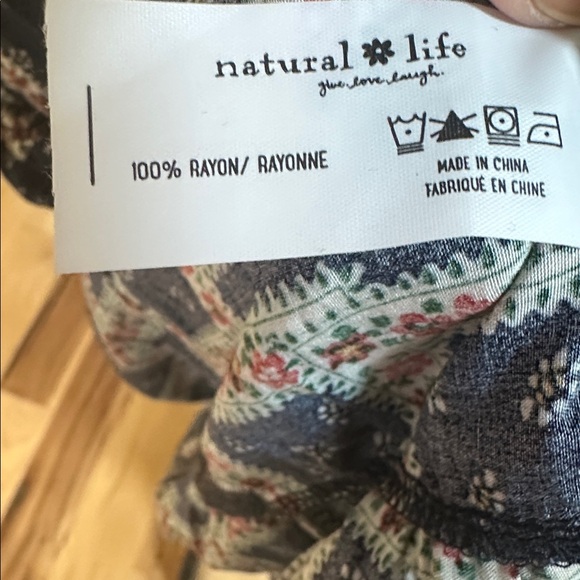 natural life
give.love.laugh.
100% RAYON/ RAYONNE
MADE IN CHINA
FABRIQUÉ EN CHINE